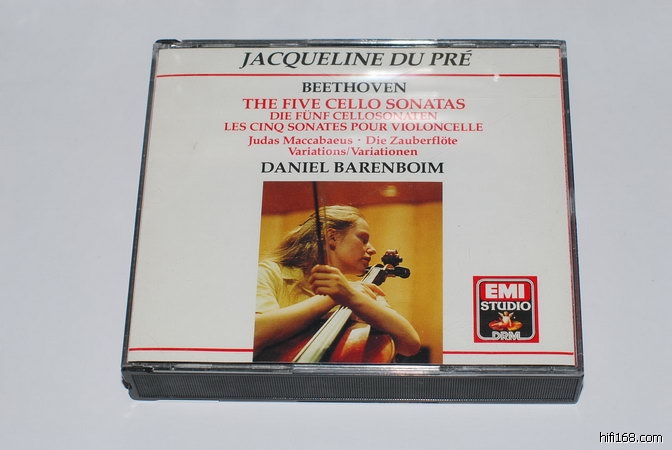 JACQUELINE DU PRÉ
BEETHOVEN
THE FIVE CELLO SONATAS
DIE FÜNF CELLOSONATEN
LES CINQ SONATES POUR VIOLONCELLE
Judas Maccabaeus · Die Zauberflöte
Variations/Variationen
DANIEL BARENBOIM
EMI
STUDIO
DRM
hifi168.com